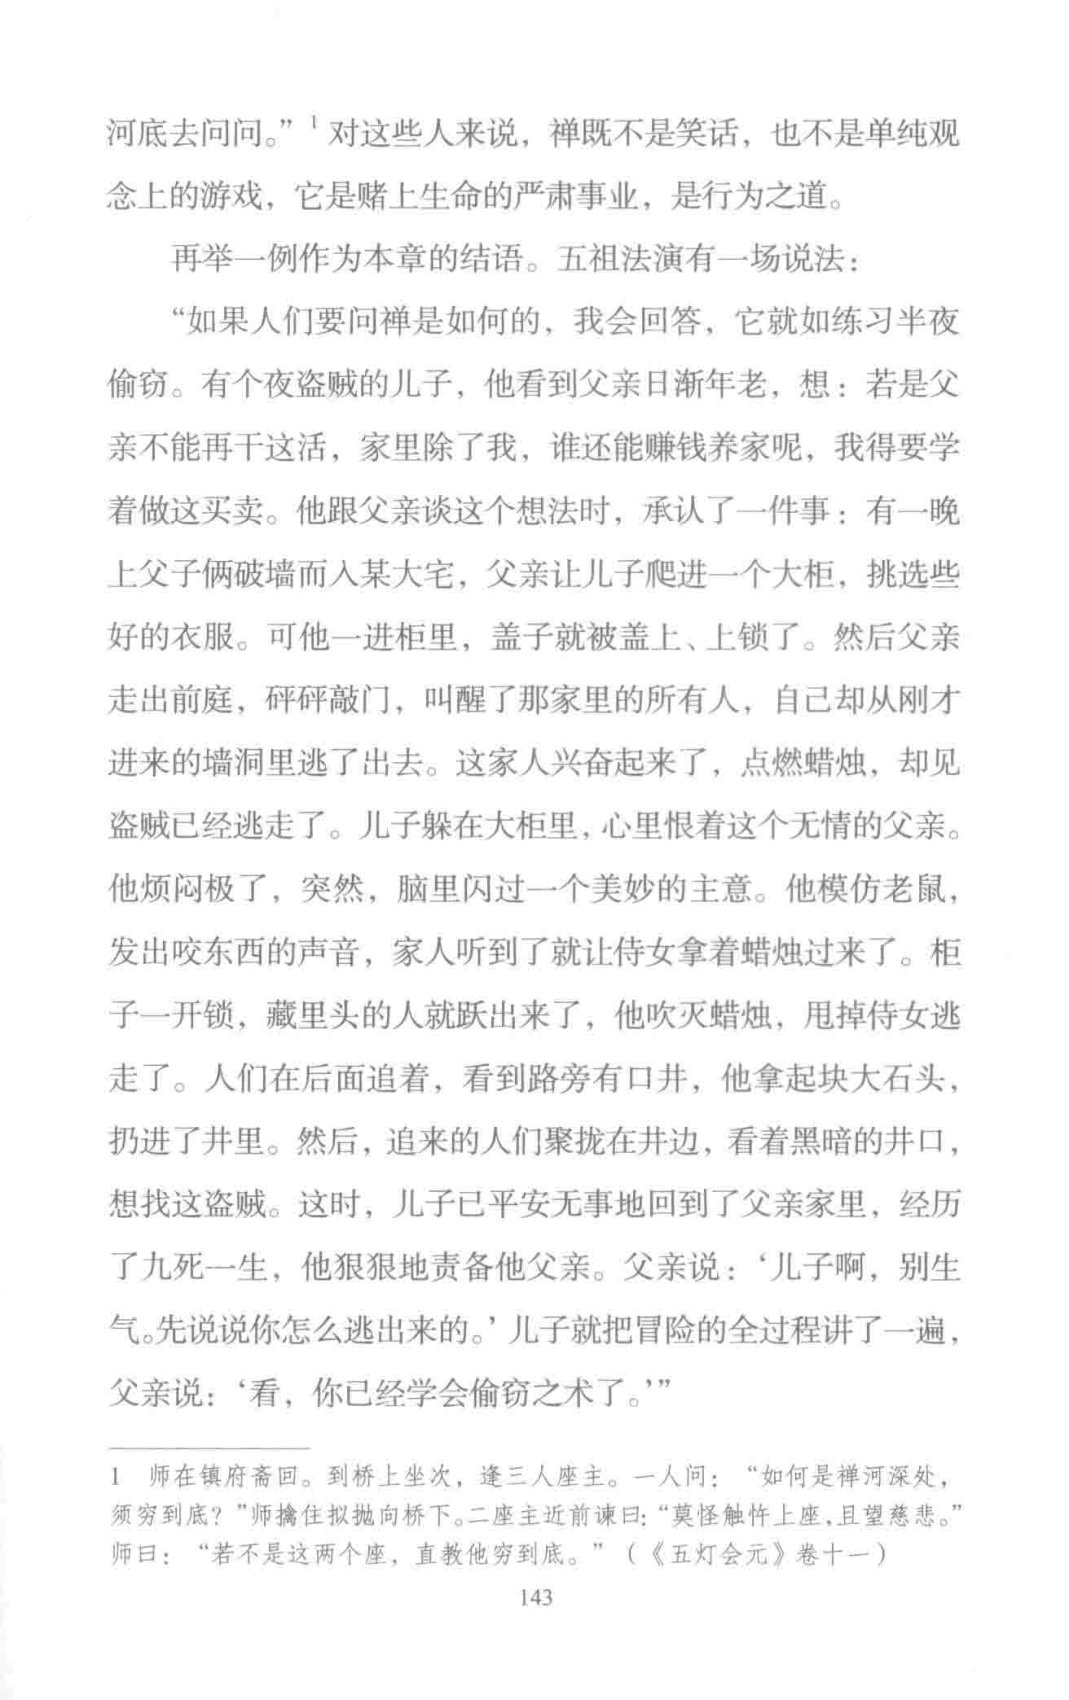 河底去问问。”1 对这些人来说，禅既不是笑话，也不是单纯观
念上的游戏，它是赌上生命的严肃事业，是行为之道。
再举一例作为本章的结语。五祖法演有一场说法：
“如果人们要问禅是如何的，我会回答，它就如练习半夜
偷窃。有个夜盗贼的儿子，他看到父亲日渐年老，想：若是父
亲不能再干这活，家里除了我，谁还能赚钱养家呢，我得要学
着做这买卖。他跟父亲谈这个想法时，承认了一件事：有一晚
上父子俩破墙而入某大宅，父亲让儿子爬进一个大柜，挑选些
好的衣服。可他一进柜里，盖子就被盖上、上锁了。然后父亲
走出前庭，砰砰敲门，叫醒了那家里的所有人，自己却从刚才
进来的墙洞里逃了出去。这家人兴奋起来了，点燃蜡烛，却见
盗贼已经逃走了。儿子躲在大柜里，心里恨着这个无情的父亲。
他烦闷极了，突然，脑里闪过一个美妙的主意。他模仿老鼠，
发出咬东西的声音，家人听到了就让侍女拿着蜡烛过来了。柜
子一开锁，藏里头的人就跃出来了，他吹灭蜡烛，甩掉侍女逃
走了。人们在后面追着，看到路旁有口井，他拿起块大石头，
扔进了井里。然后，追来的人们聚拢在井边，看着黑暗的井口，
想找这盗贼。这时，儿子已平安无事地回到了父亲家里，经历
了九死一生，他狠狠地责备他父亲。父亲说：‘儿子啊，别生
气。先说说你怎么逃出来的。’儿子就把冒险的全过程讲了一遍，
父亲说：‘看，你已经学会偷窃之术了。’”
1 师在镇府斋回。到桥上坐次，逢三人座主。一人问：“如何是禅河深处，
须穷到底？”师擒住拟抛向桥下。二座主近前谏曰：“莫怪触忤上座，且望慈悲。”
师曰：“若不是这两个座，直教他穷到底。”（《五灯会元》卷十一）
143